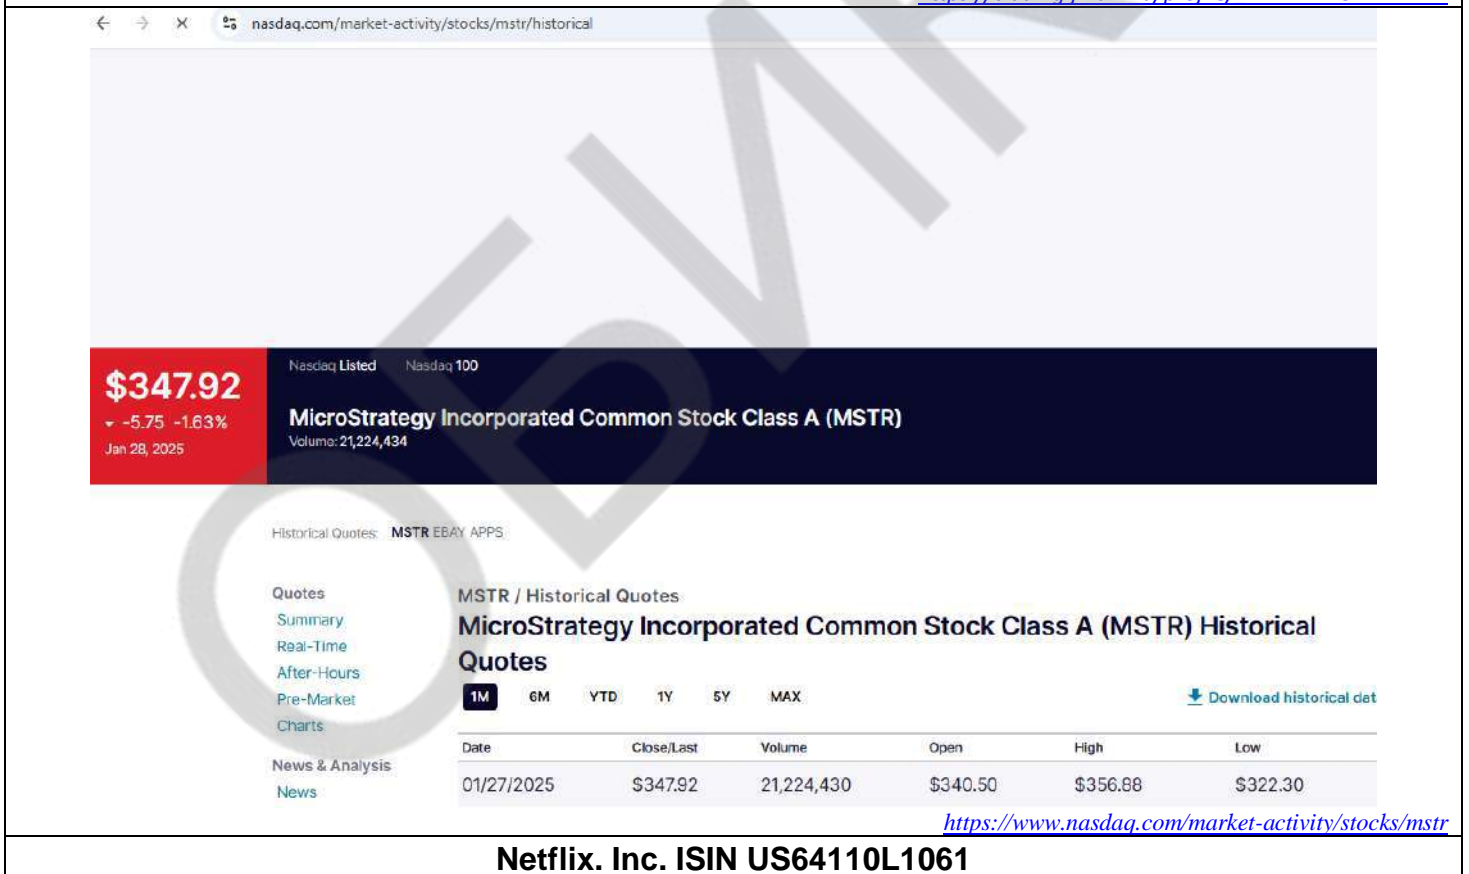 nasdaq.com/market-activity/stocks/mstr/historical
$347.92
-5.75 -1.63%
Jan 28, 2025
Nasdaq Listed Nasdaq 100
MicroStrategy Incorporated Common Stock Class A (MSTR)
Volume: 21,224,434
Historical Quotes: MSTR EBAY APPS
Quotes
Summary
Real-Time
After-Hours
Pre-Market
Charts
News & Analysis
News
MSTR / Historical Quotes
MicroStrategy Incorporated Common Stock Class A (MSTR) Historical
Quotes
1M 6M YTD 1Y 5Y MAX
Download historical dat
Date Close/Last Volume Open High Low
01/27/2025 $347.92 21,224,430 $340.50 $356.88 $322.30
https://www.nasdaq.com/market-activity/stocks/mstr
Netflix. Inc. ISIN US64110L1061